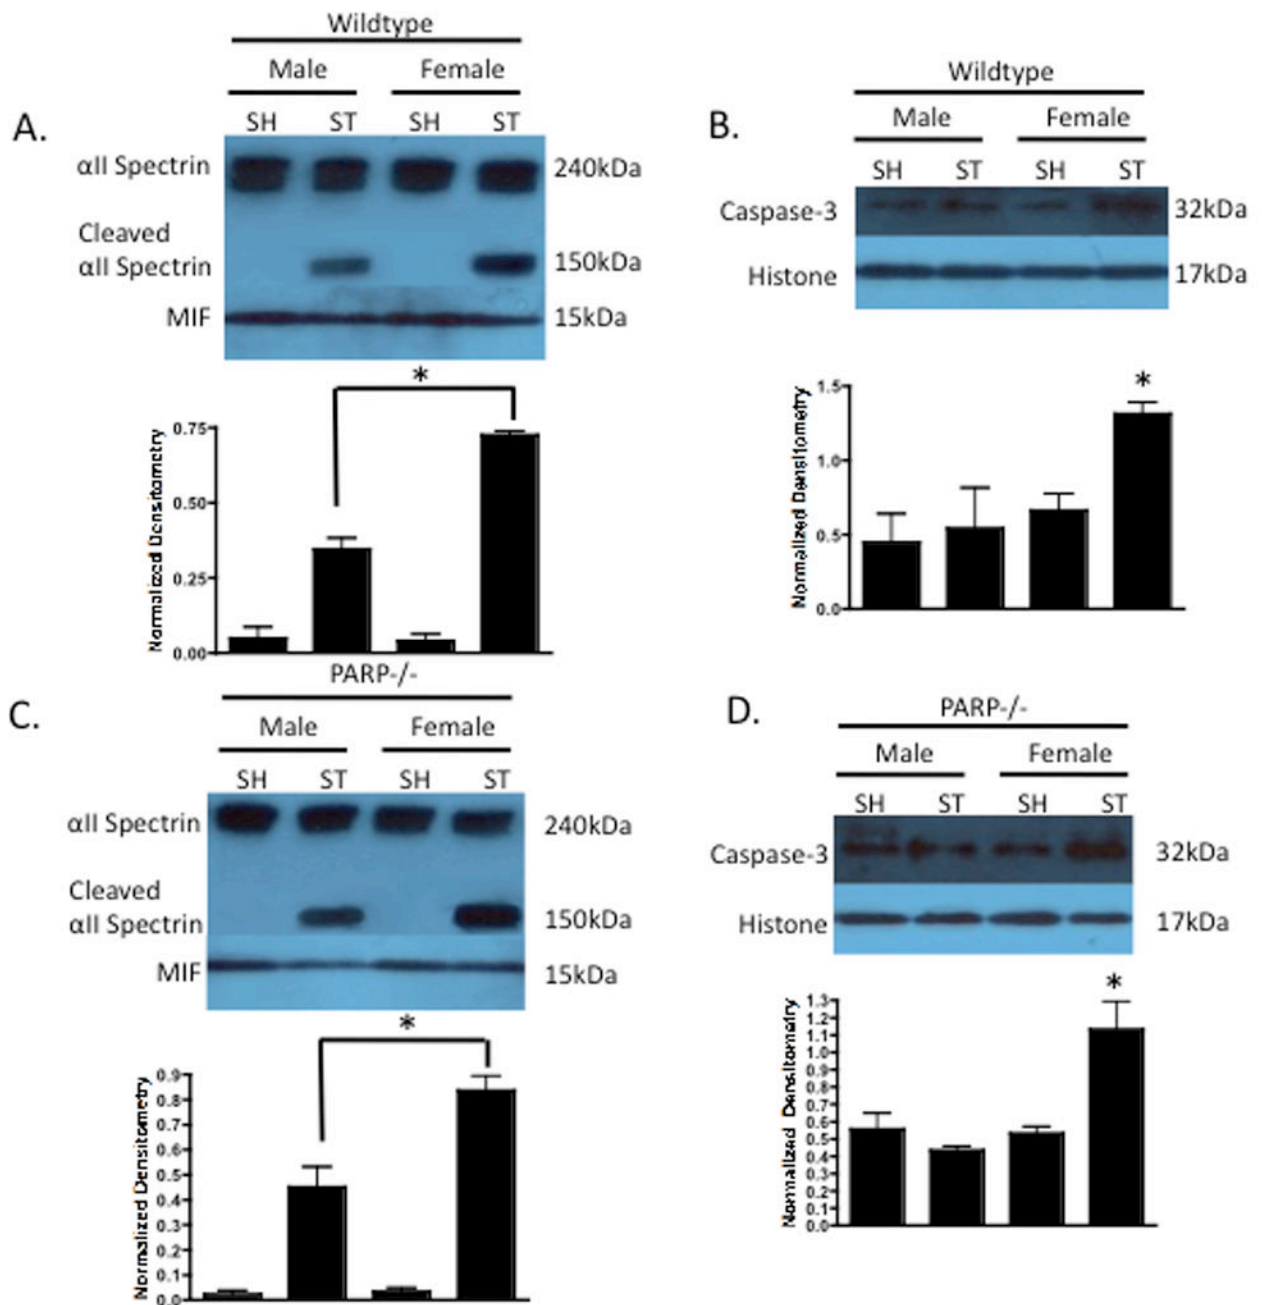 A.
Wildtype
Male Female
SH ST SH ST
αII Spectrin 240kDa
Cleaved
αII Spectrin 150kDa
MIF 15kDa
*
Normalized Densitometry
0.75
0.50
0.25
0.00
B.
Wildtype
Male Female
SH ST SH ST
Caspase-3 32kDa
Histone 17kDa
*
Normalized Densitometry
1.5
1.0
0.5
0.0
C.
PARP-/-
Male Female
SH ST SH ST
αII Spectrin 240kDa
Cleaved
αII Spectrin 150kDa
MIF 15kDa
*
Normalized Densitometry
0.9
0.8
0.7
0.6
0.5
0.4
0.3
0.2
0.1
0.0
D.
PARP-/-
Male Female
SH ST SH ST
Caspase-3 32kDa
Histone 17kDa
*
Normalized Densitometry
1.3
1.2
1.1
1.0
0.9
0.8
0.7
0.6
0.5
0.4
0.3
0.2
0.1
0.0